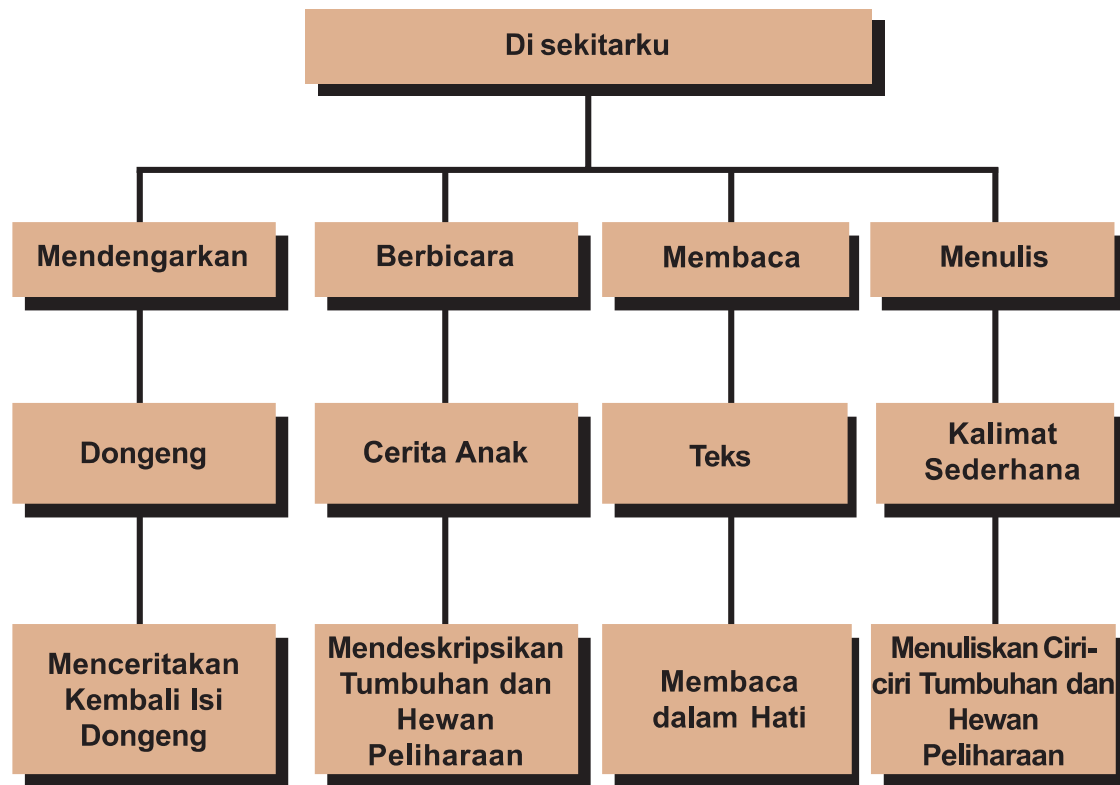 Di sekitarku
Mendengarkan
Berbicara
Membaca
Menulis
Dongeng
Cerita Anak
Teks
Kalimat
Sederhana
Menceritakan
Kembali Isi
Dongeng
Mendeskripsikan
Tumbuhan dan
Hewan
Peliharaan
Membaca
dalam Hati
Menuliskan Ciri-
ciri Tumbuhan dan
Hewan
Peliharaan